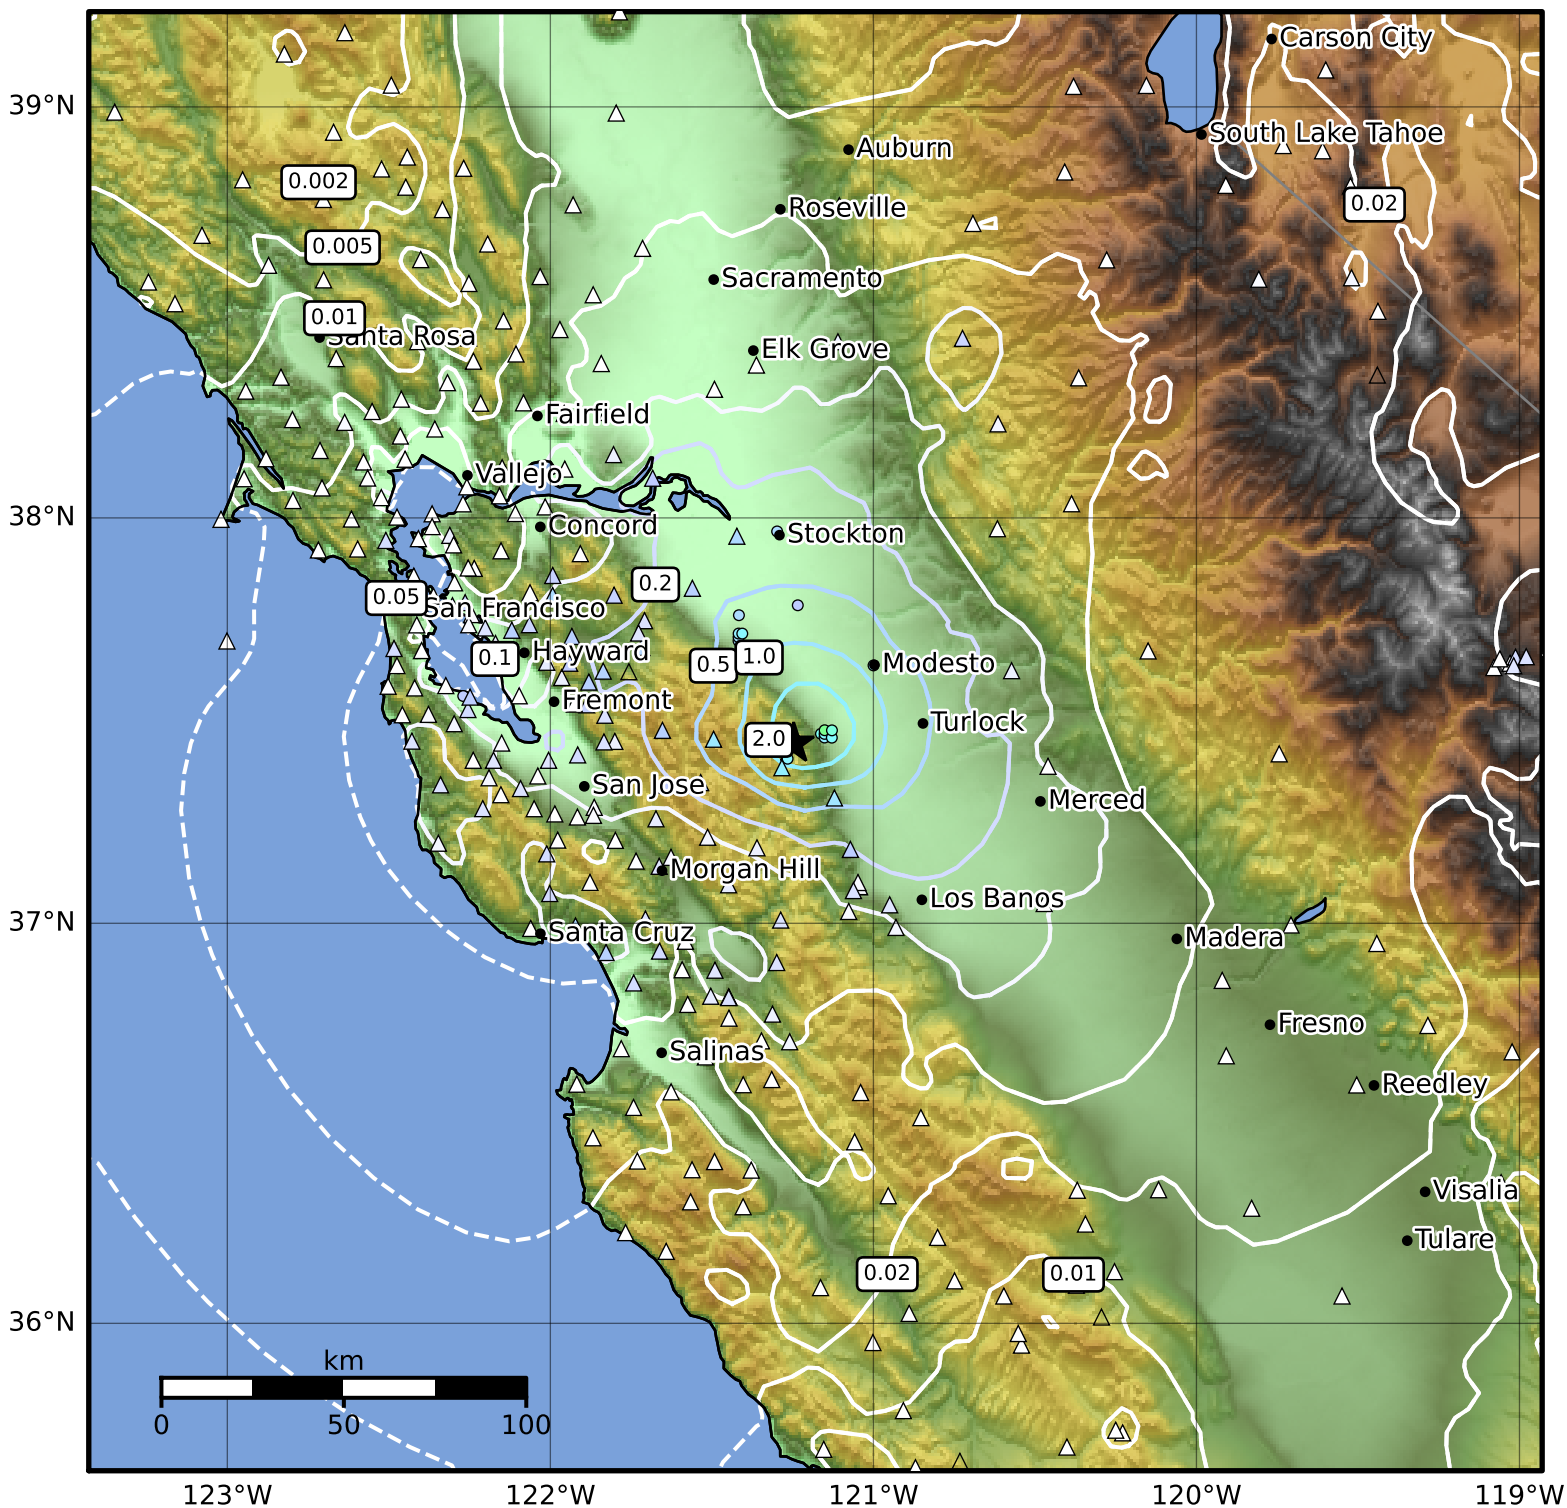 Carson City
39°N
South Lake Tahoe
Auburn
0.002
0.02
Roseville
0.005
Sacramento
0.01
Santa Rosa
Elk Grove
Fairfield
Vallejo
38°N
Concord
Stockton
0.2
0.05
San Francisco
Hayward
0.1
0.5
1.0
Modesto
Fremont
Turlock
2.0
San Jose
Merced
Morgan Hill
Los Banos
37°N
Santa Cruz
Madera
Fresno
Salinas
Reedley
Visalia
Tulare
0.02
0.01
36°N
km
0 50 100
123°W 122°W 121°W 120°W 119°W